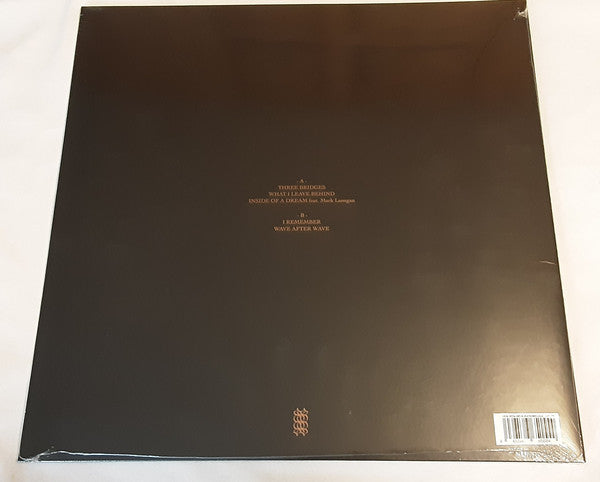 - A -
THREE BRIDGES
WHAT I LEAVE BEHIND
INSIDE OF A DREAM feat. Mark Lanegan
- B -
I REMEMBER
WAVE AFTER WAVE